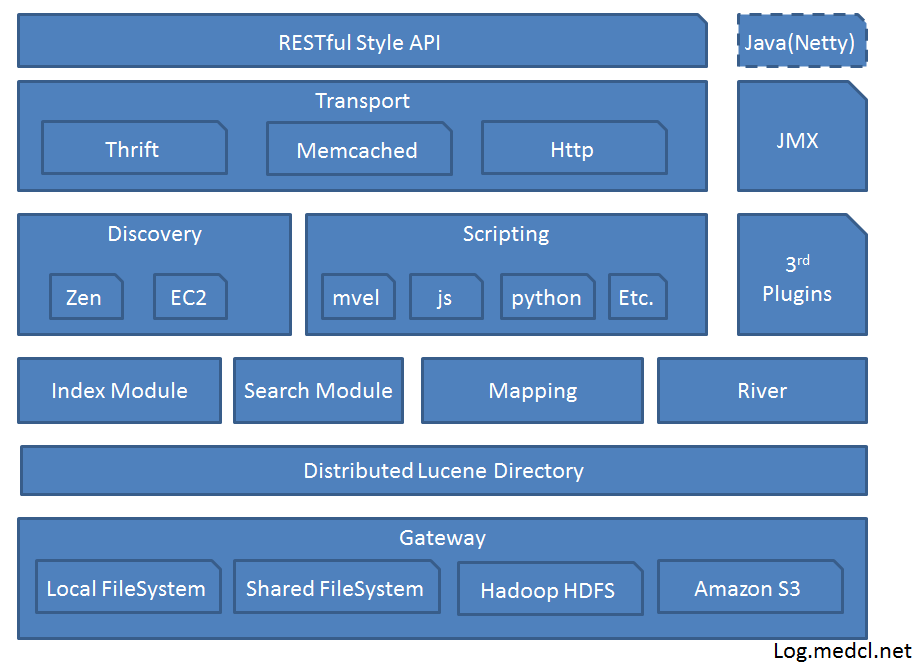 RESTful Style API
Java(Netty)
Transport
Thrift
Memcached
Http
JMX
Discovery
Zen
EC2
Scripting
mvel
js
python
Etc.
3rd
Plugins
Index Module
Search Module
Mapping
River
Distributed Lucene Directory
Gateway
Local FileSystem
Shared FileSystem
Hadoop HDFS
Amazon S3
Log.medcl.net